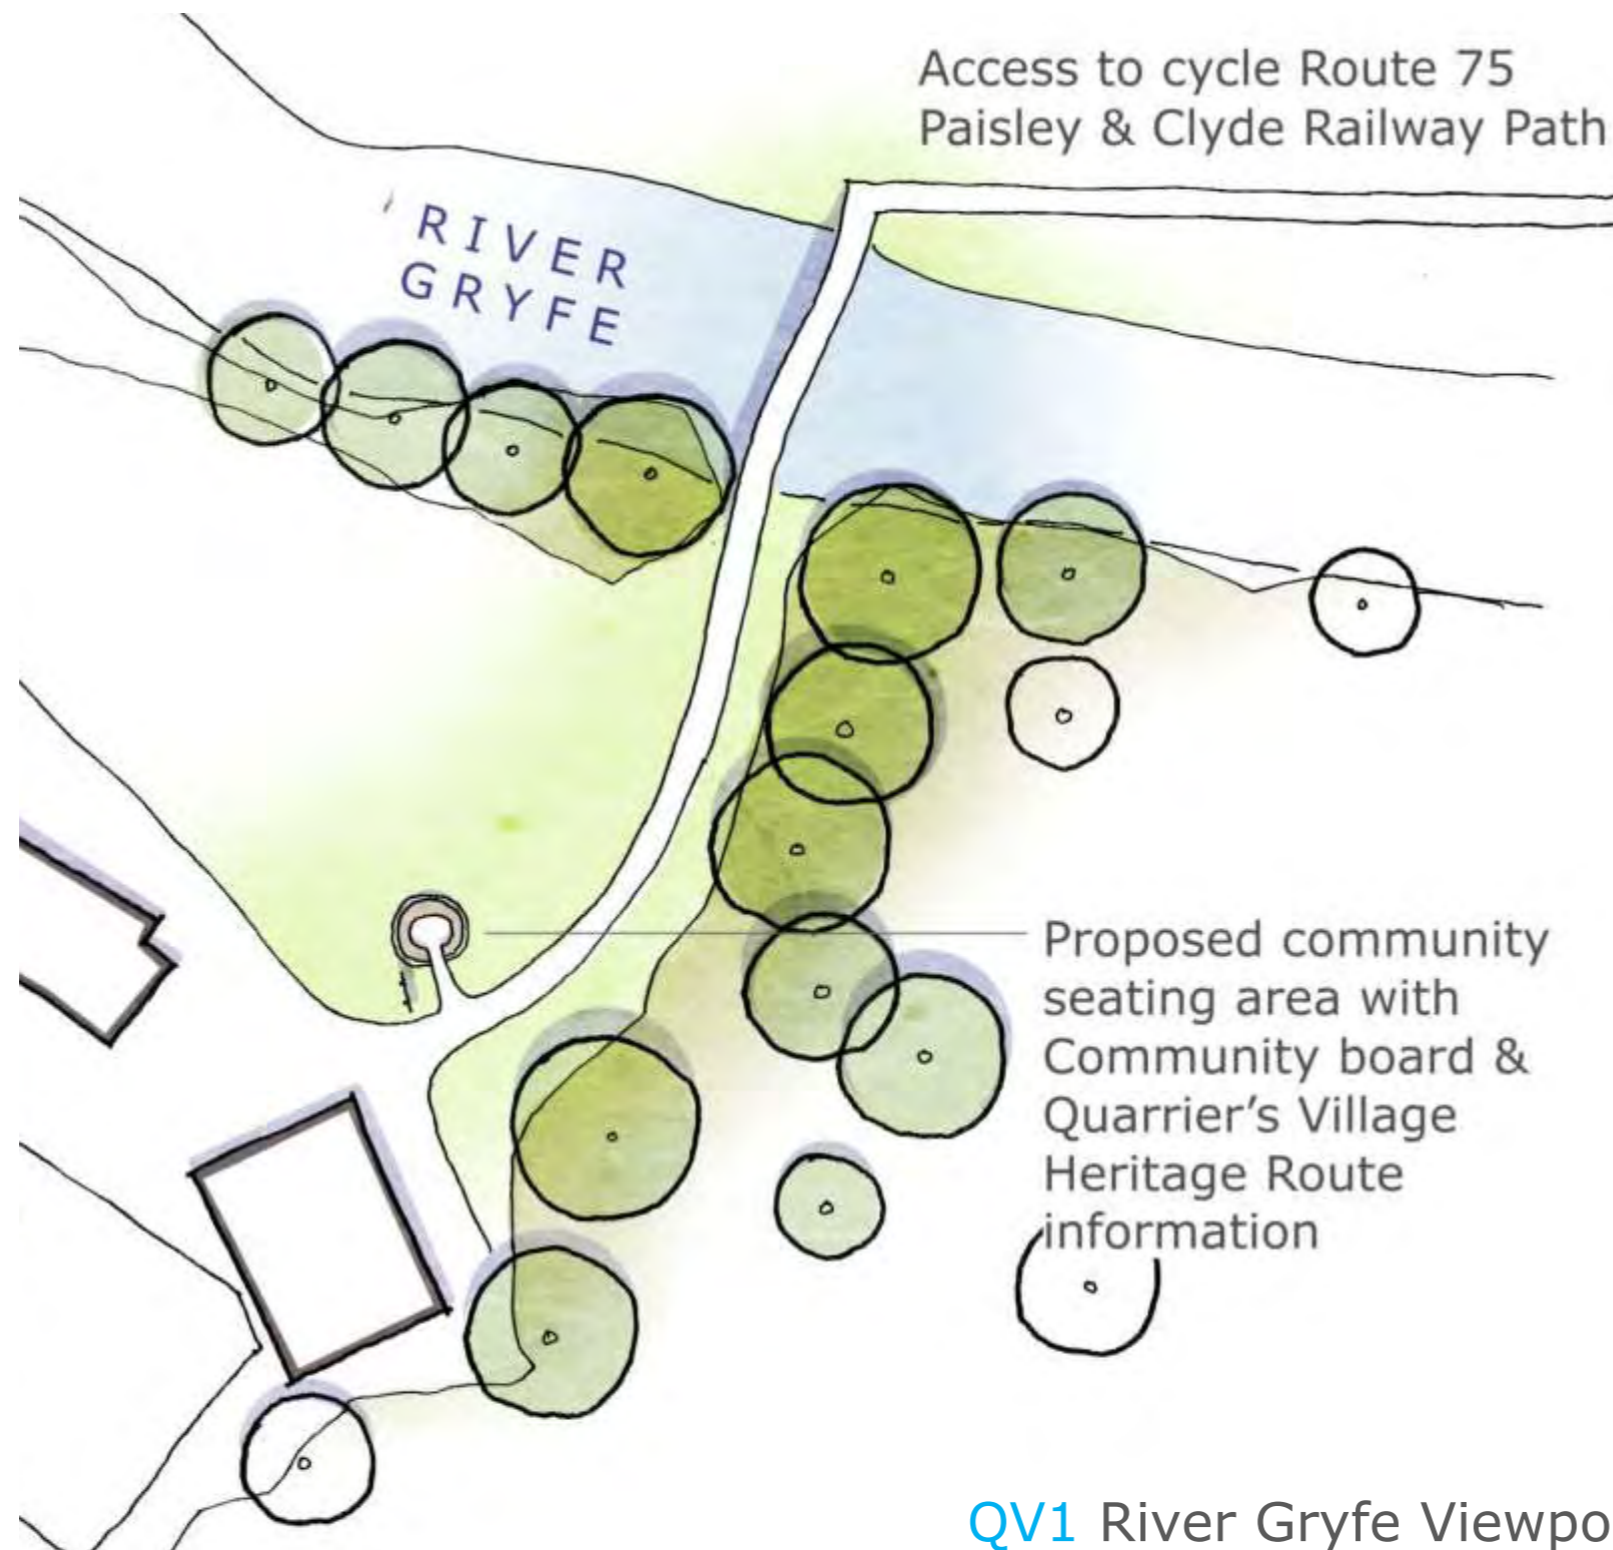 Access to cycle Route 75
Paisley & Clyde Railway Path
RIVER
GRYFE
Proposed community
seating area with
Community board &
Quarrier’s Village
Heritage Route
information
QV1 River Gryfe Viewpo